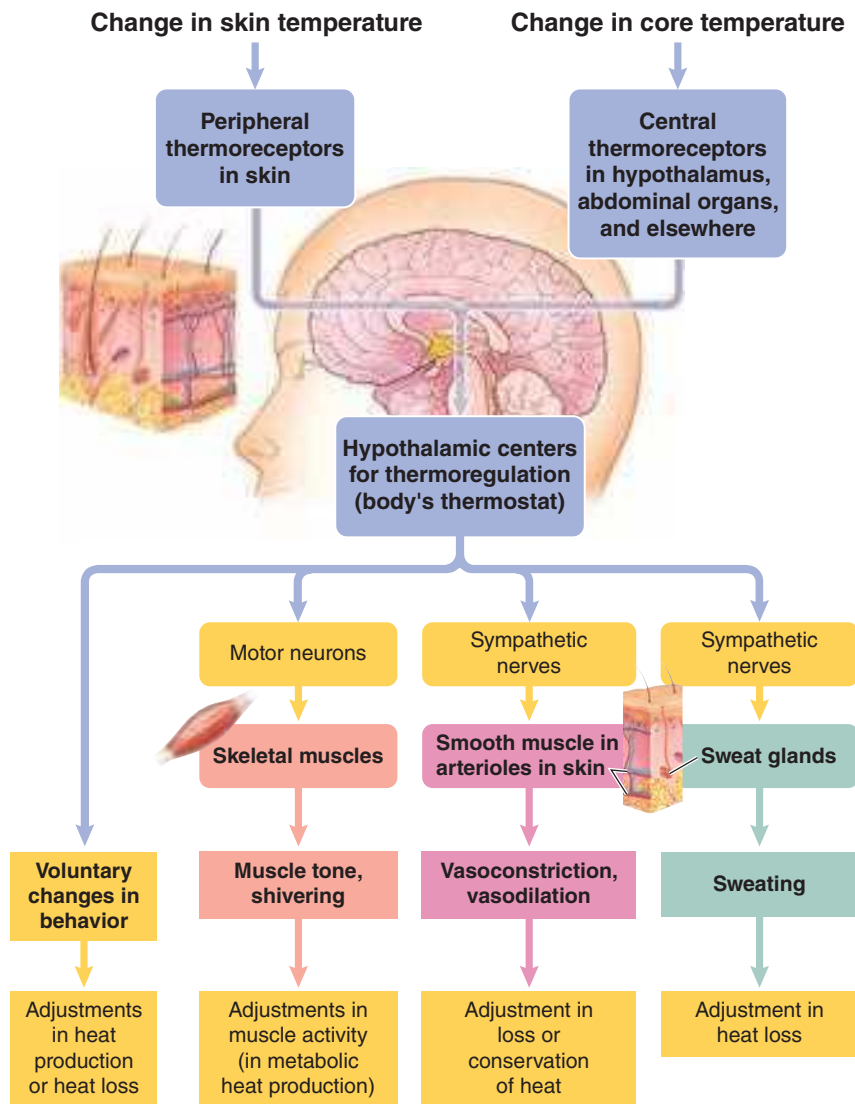 Change in skin temperature
Change in core temperature
Peripheral
thermoreceptors
in skin
Central
thermoreceptors
in hypothalamus,
abdominal organs,
and elsewhere
Hypothalamic centers
for thermoregulation
(body's thermostat)
Motor neurons
Sympathetic
nerves
Sympathetic
nerves
Skeletal muscles
Smooth muscle in
arterioles in skin
Sweat glands
Voluntary
changes in
behavior
Muscle tone,
shivering
Vasoconstriction,
vasodilation
Sweating
Adjustments
in heat
production
or heat loss
Adjustments in
muscle activity
(in metabolic
heat production)
Adjustment in
loss or
conservation
of heat
Adjustment in
heat loss